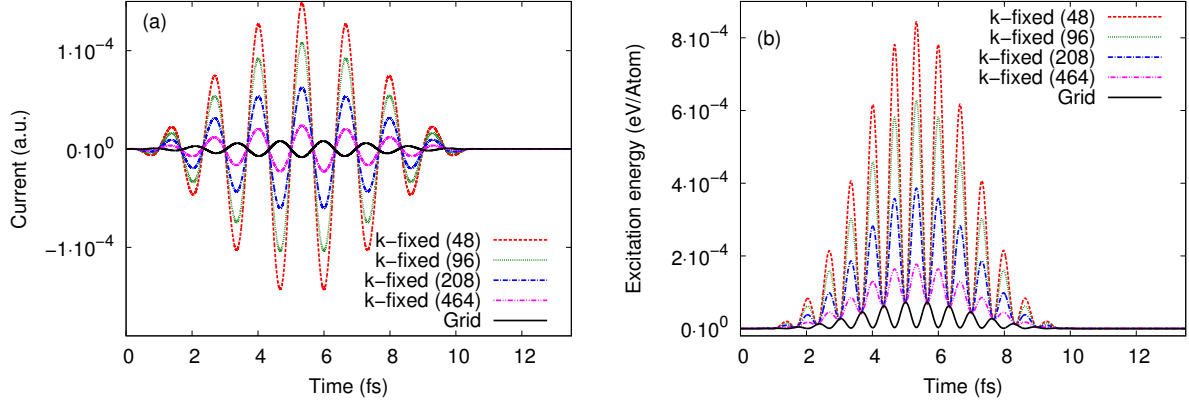 (a)
Current (a.u.)
1·10⁻⁴
0·10⁰
−1·10⁻⁴
k−fixed (48)
k−fixed (96)
k−fixed (208)
k−fixed (464)
Grid
0 2 4 6 8 10 12
Time (fs)
(b)
Excitation energy (eV/Atom)
8·10⁻⁴
6·10⁻⁴
4·10⁻⁴
2·10⁻⁴
0·10⁰
k−fixed (48)
k−fixed (96)
k−fixed (208)
k−fixed (464)
Grid
0 2 4 6 8 10 12
Time (fs)